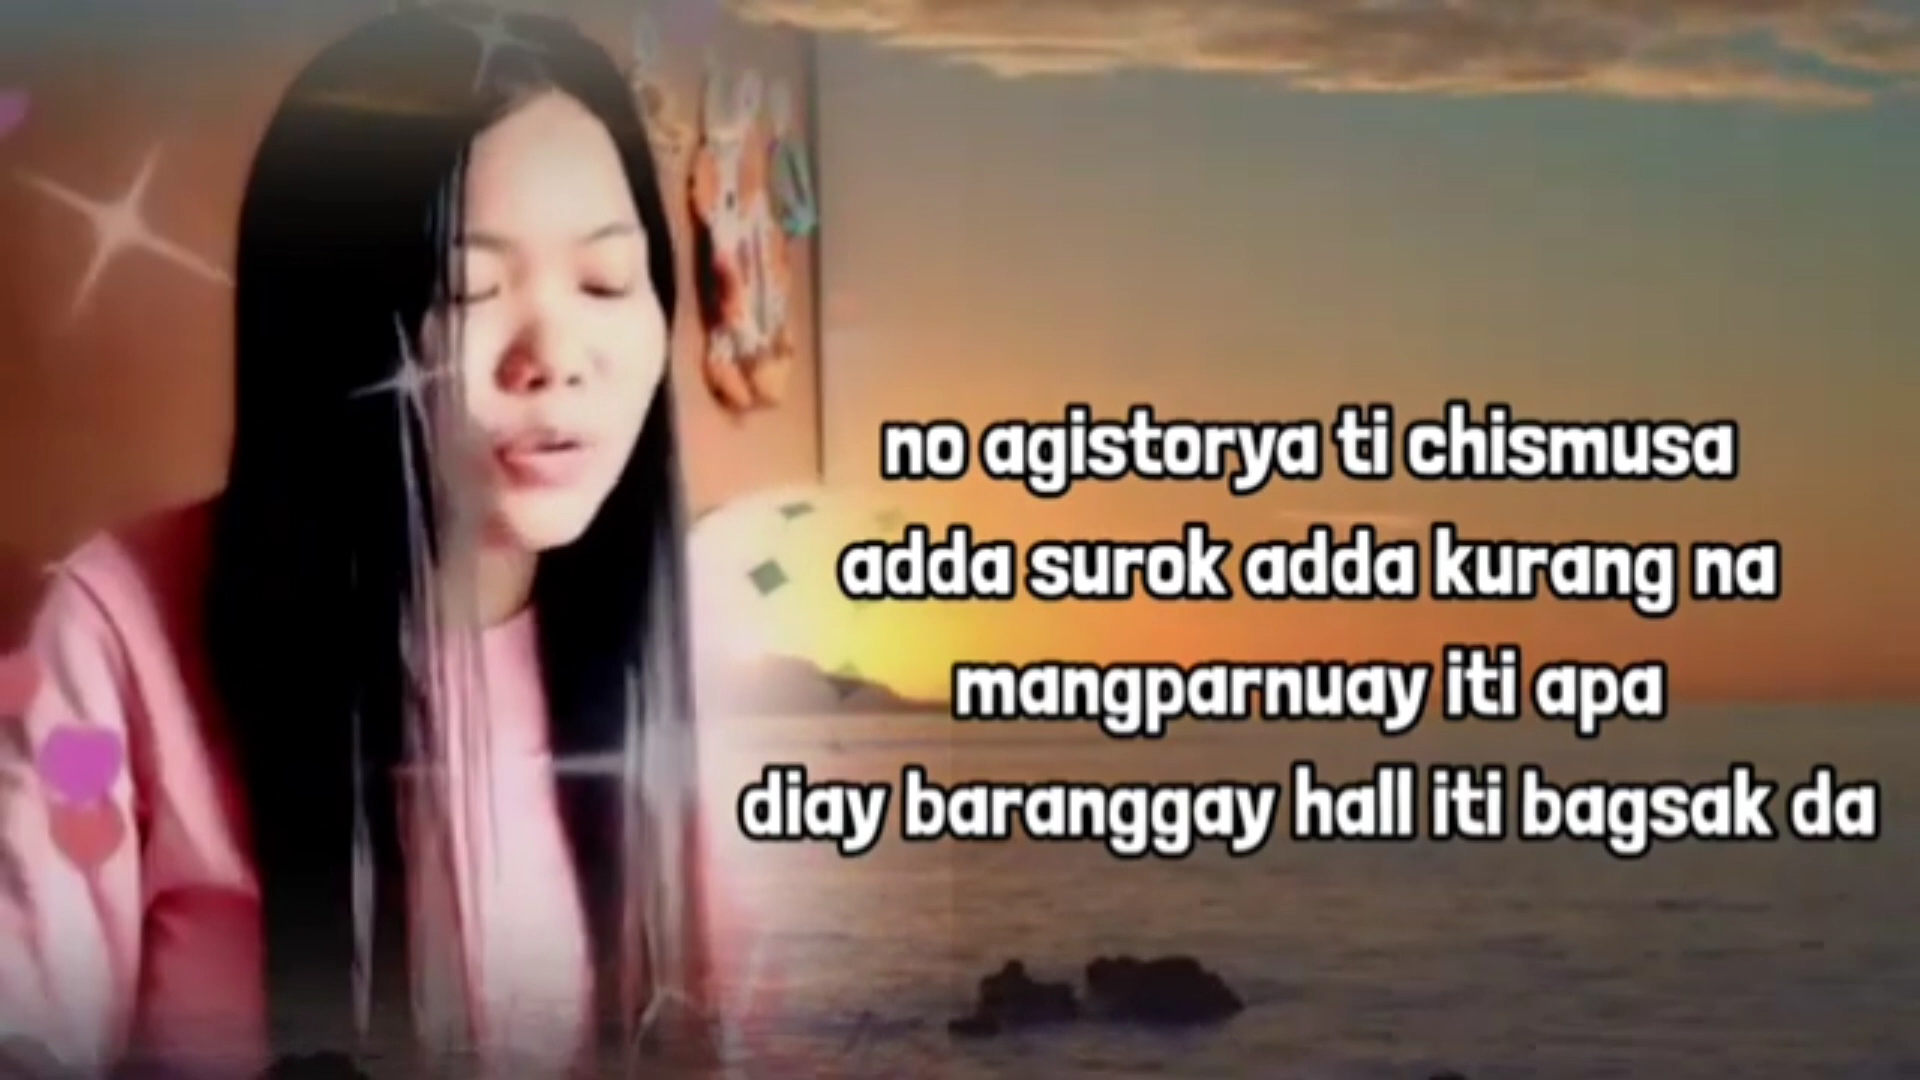 no agistorya ti chismusa
adda surok adda kurang na
mangparnuay iti apa
diay baranggay hall iti bagsak da